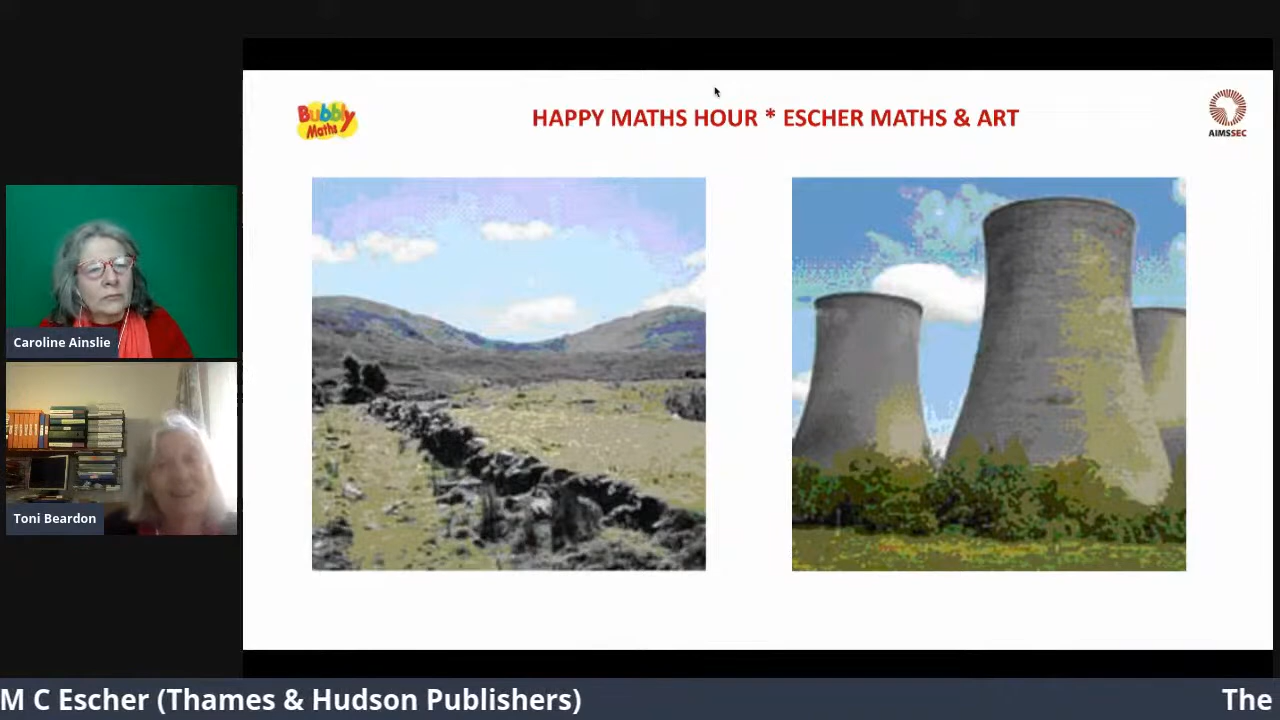 Bubbly
Maths
HAPPY MATHS HOUR * ESCHER MATHS & ART
AIMSSEC
Caroline Ainslie
Toni Beardon
M C Escher (Thames & Hudson Publishers)
The